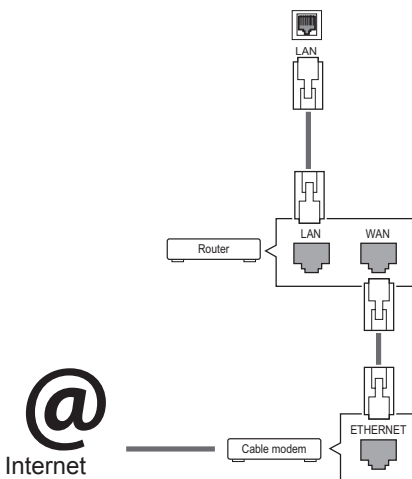 LAN
LAN WAN
Router
ETHERNET
@
Cable modem
Internet